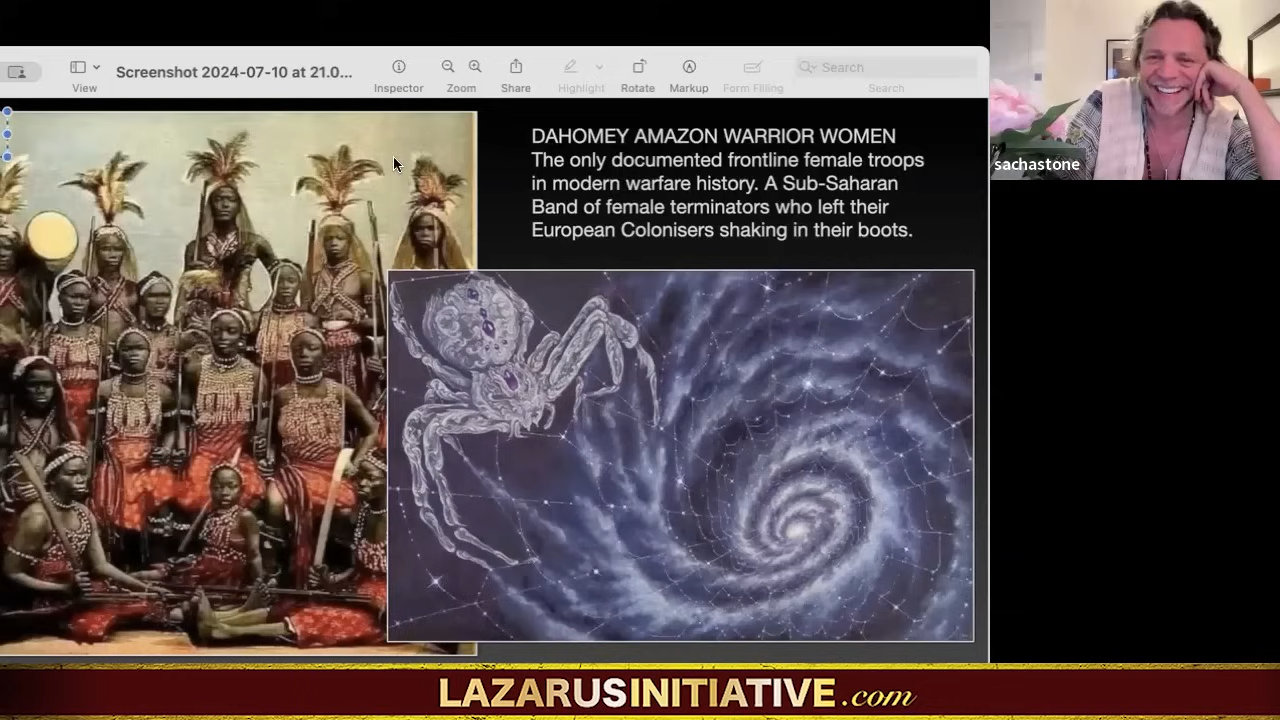 Screenshot 2024-07-10 at 21.0...
View
Inspector
Zoom
Share
Highlight
Rotate
Markup
Form Filling
Search
Search
DAHOMEY AMAZON WARRIOR WOMEN
The only documented frontline female troops
in modern warfare history. A Sub-Saharan
Band of female terminators who left their
European Colonisers shaking in their boots.
sachastone
LAZARUSINITIATIVE.com